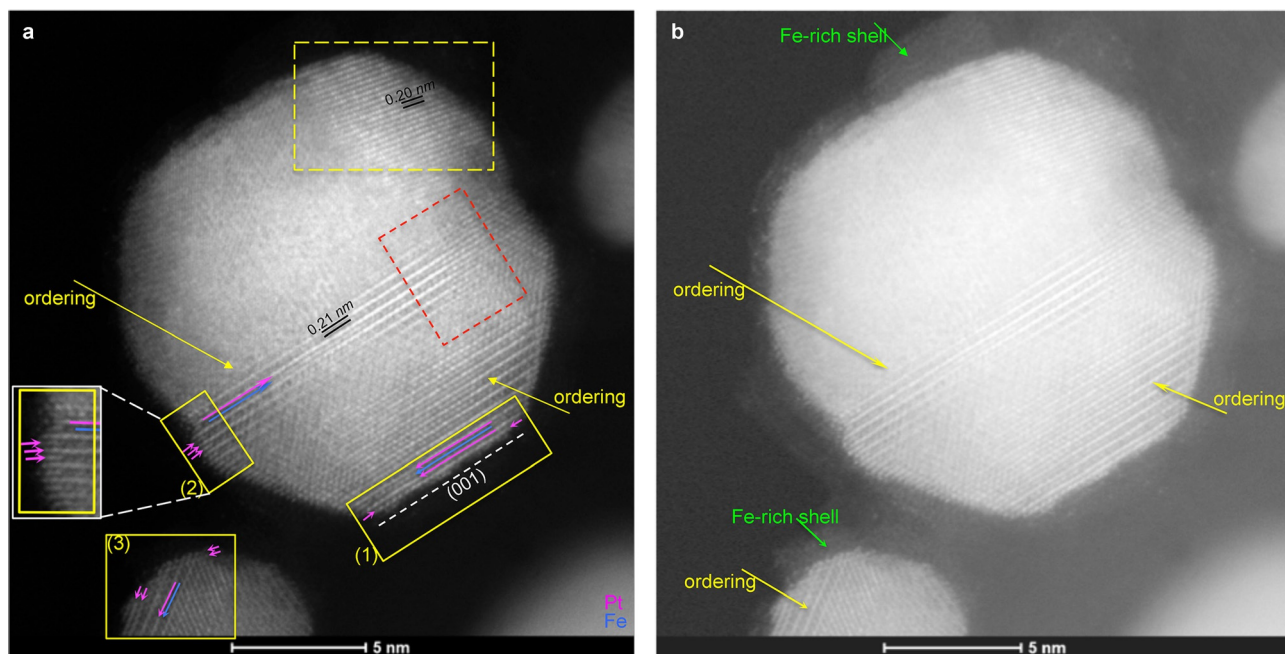 a
0.20 nm
ordering
0.21 nm
ordering
(2)
(001)
(1)
(3)
Pt
Fe
5 nm
b
Fe-rich shell
ordering
ordering
Fe-rich shell
ordering
5 nm